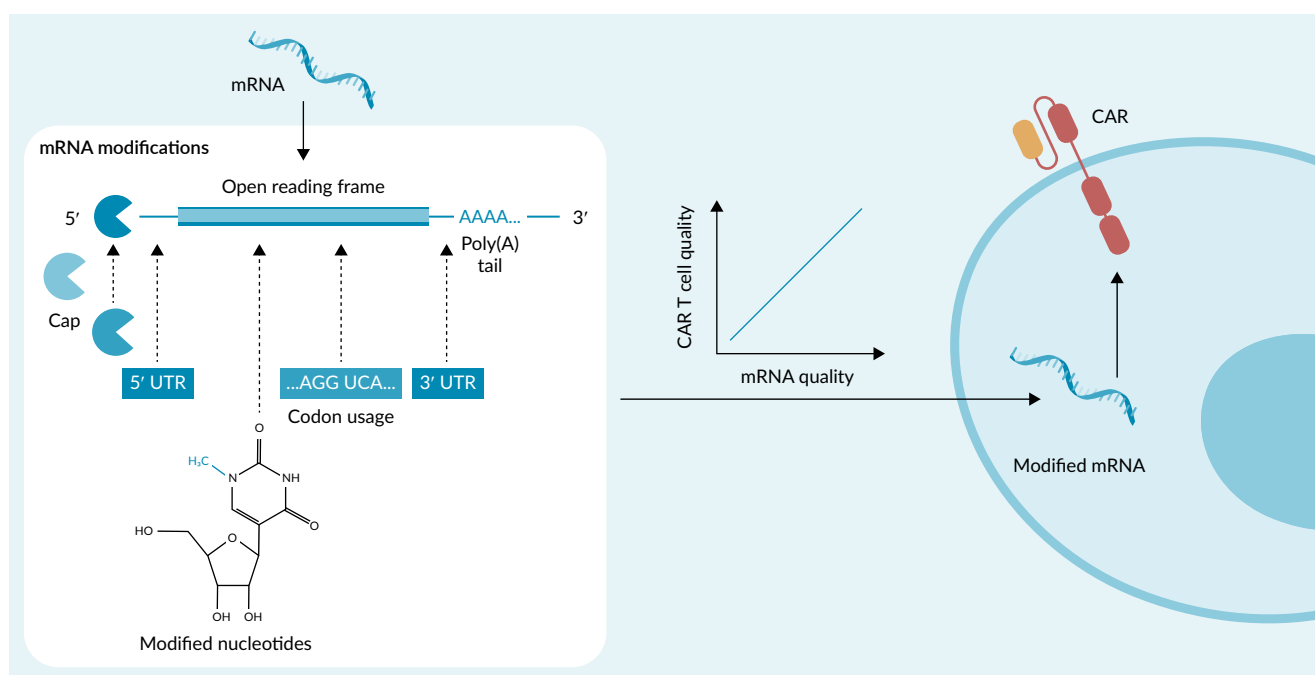 mRNA
mRNA modifications
Open reading frame
5′
AAAA...
3′
Poly(A)
tail
Cap
5′ UTR
...AGG UCA...
3′ UTR
Codon usage
O
H₃C
N
NH
O
HO
O
OH
OH
Modified nucleotides
CAR T cell quality
mRNA quality
CAR
Modified mRNA